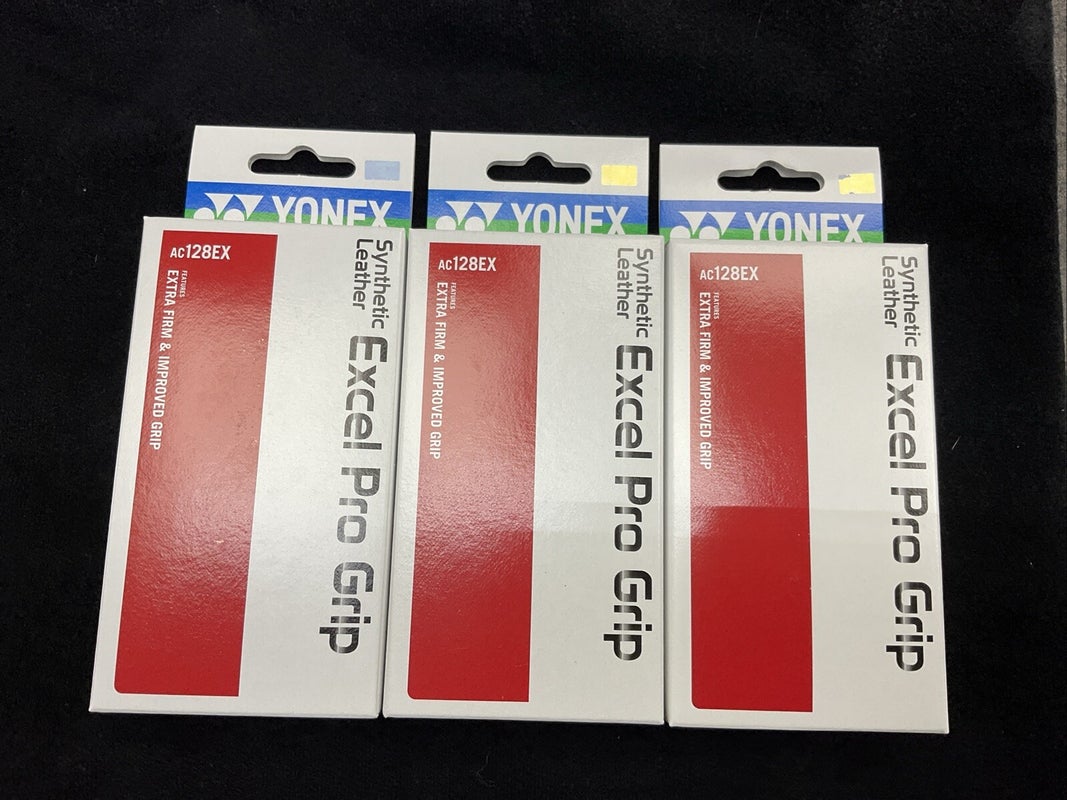 YONEX
AC128EX
FEATURES
EXTRA FIRM & IMPROVED GRIP
Synthetic
Leather
Excel Pro Grip
YONEX
AC128EX
FEATURES
EXTRA FIRM & IMPROVED GRIP
Synthetic
Leather
Excel Pro Grip
YONEX
AC128EX
FEATURES
EXTRA FIRM & IMPROVED GRIP
Synthetic
Leather
Excel Pro Grip